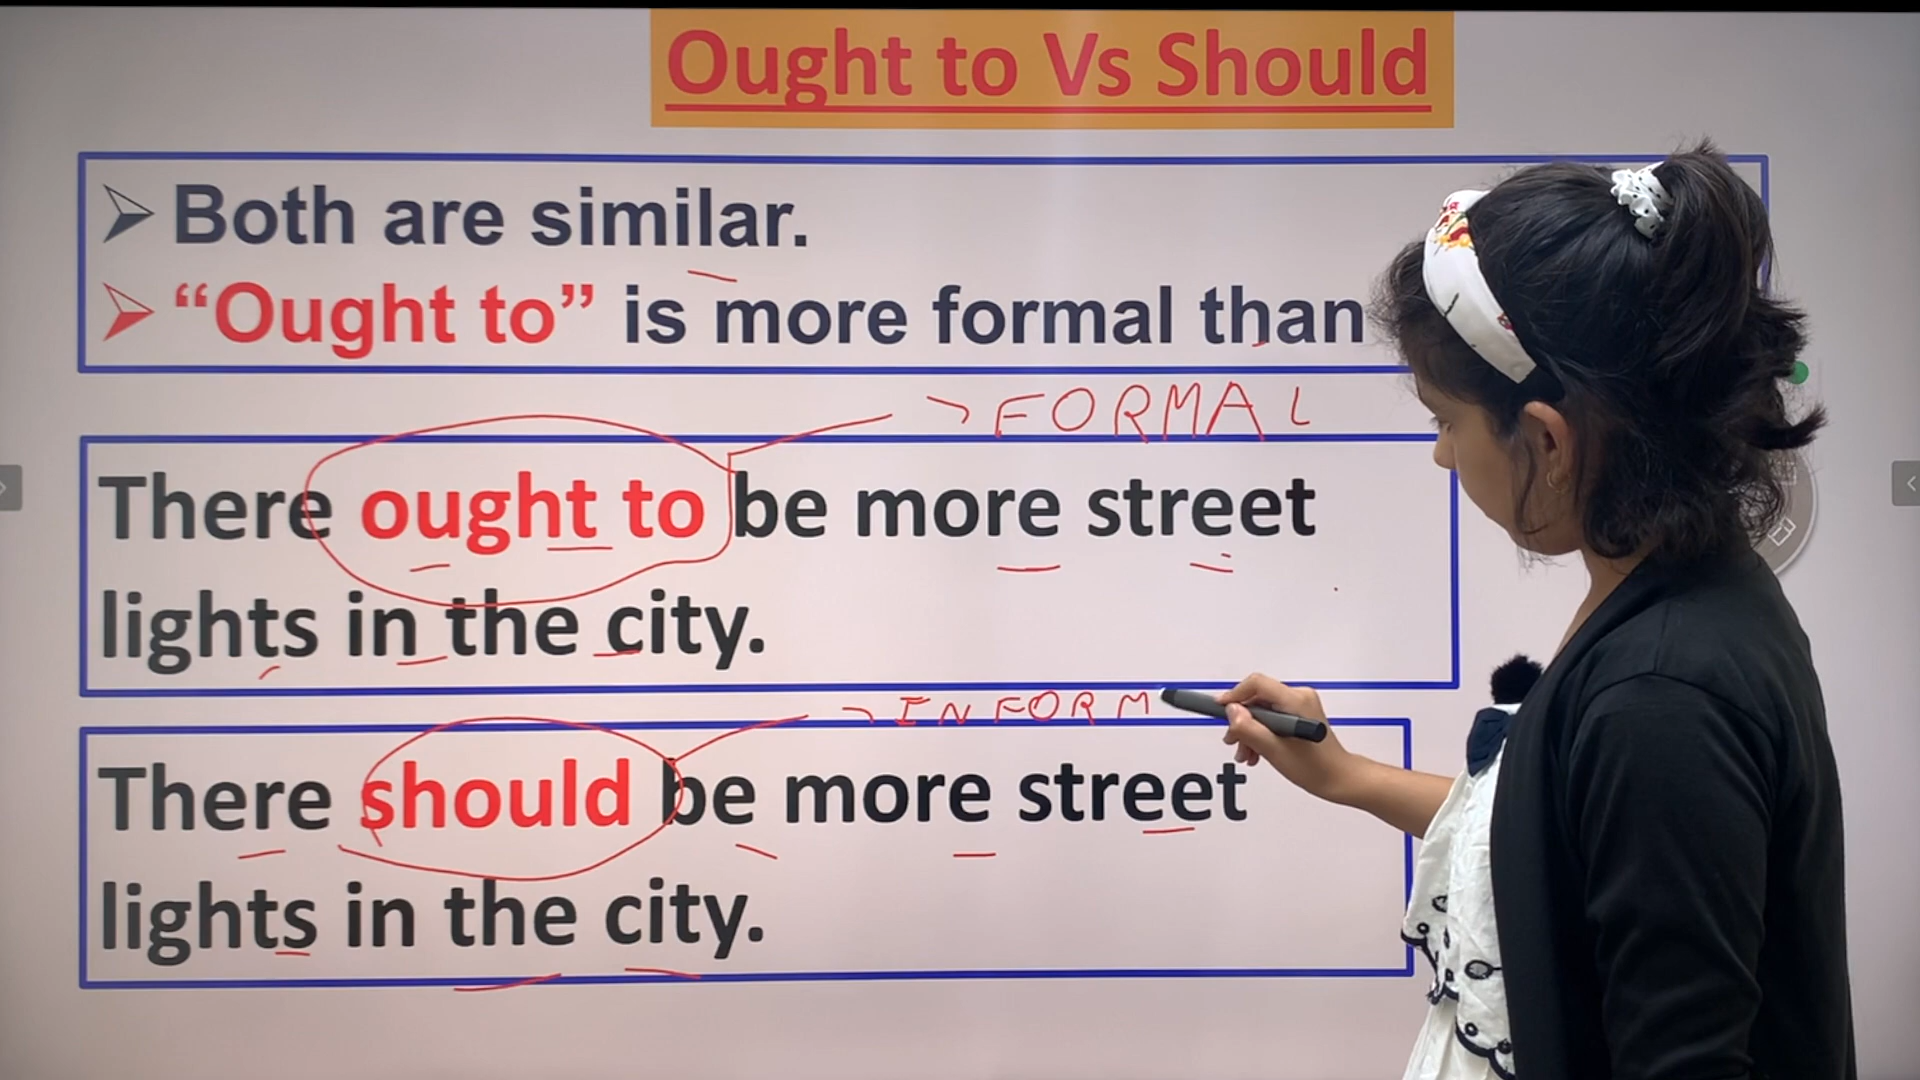 Ought to Vs Should
➢ Both are similar.
➢ “Ought to” is more formal than
FORMAL
There ought to be more street
lights in the city.
INFORM
There should be more street
lights in the city.